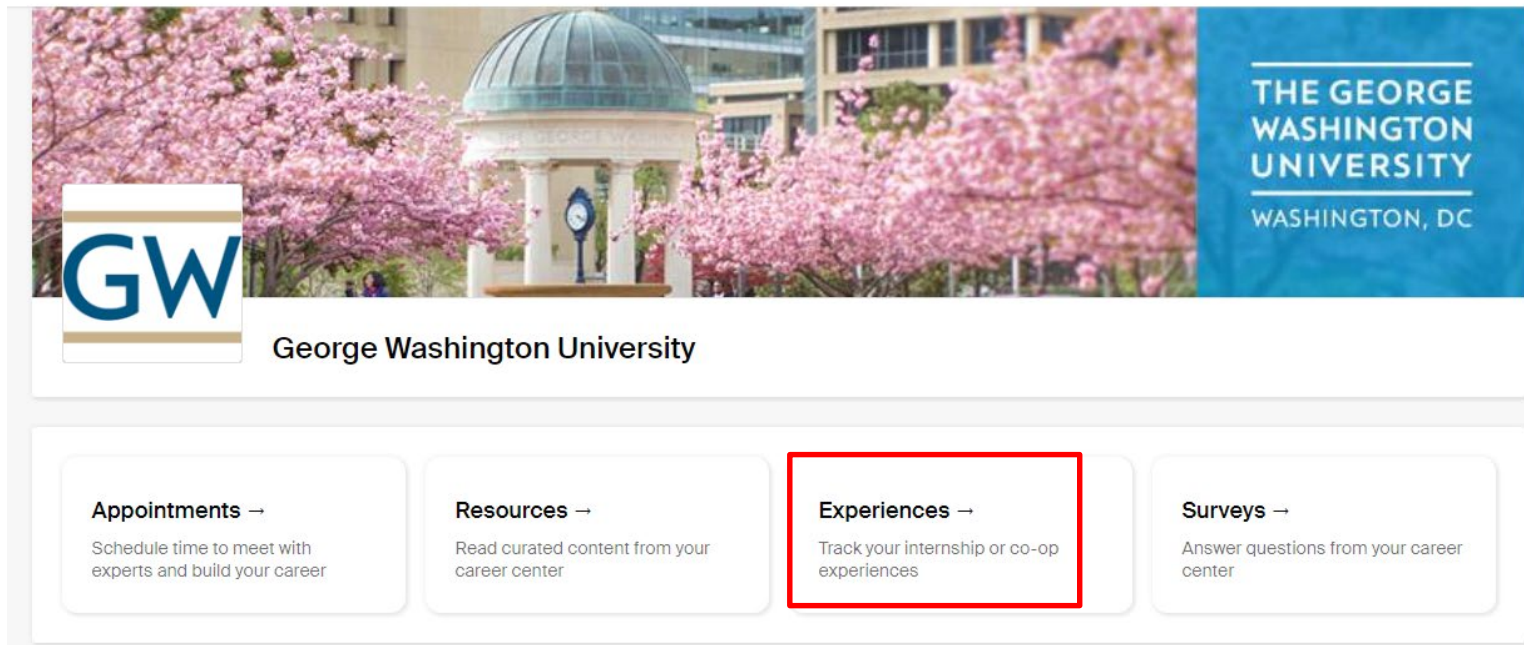 THE GEORGE
WASHINGTON
UNIVERSITY
WASHINGTON, DC
GW
George Washington University
Appointments →
Schedule time to meet with
experts and build your career
Resources →
Read curated content from your
career center
Experiences →
Track your internship or co-op
experiences
Surveys →
Answer questions from your career
center